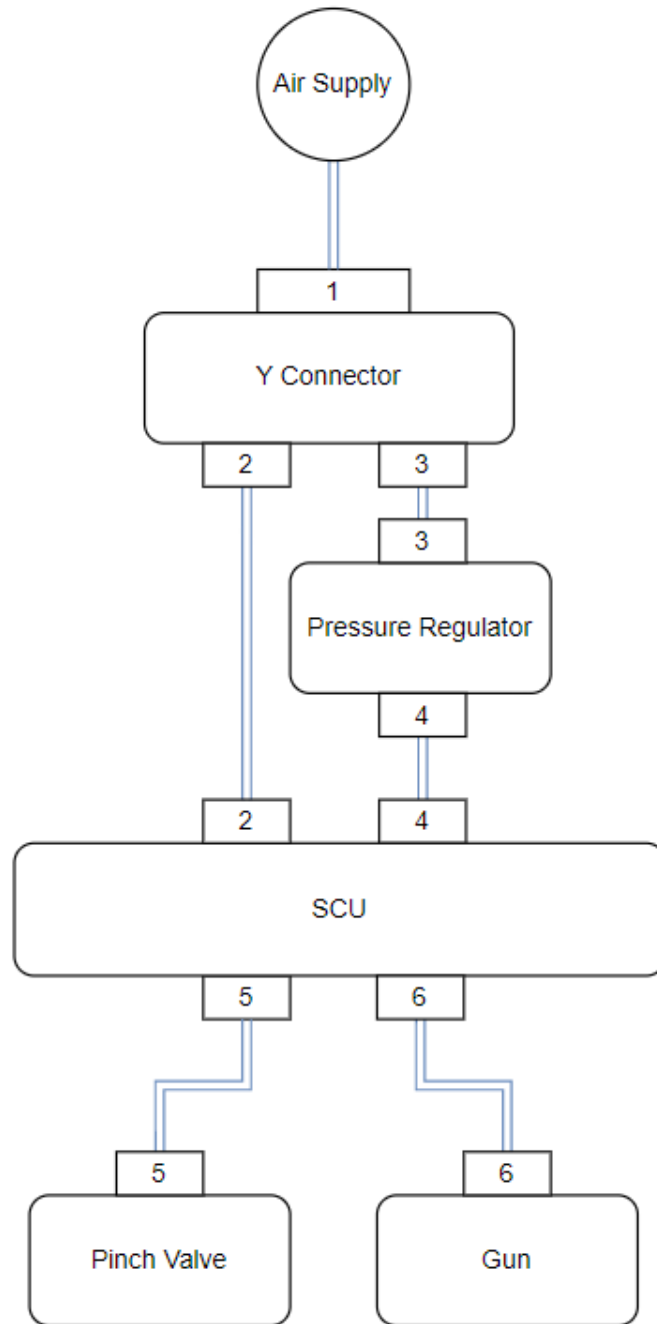 Air Supply
1
Y Connector
2 3
3
Pressure Regulator
4
2 4
SCU
5 6
5 6
Pinch Valve Gun